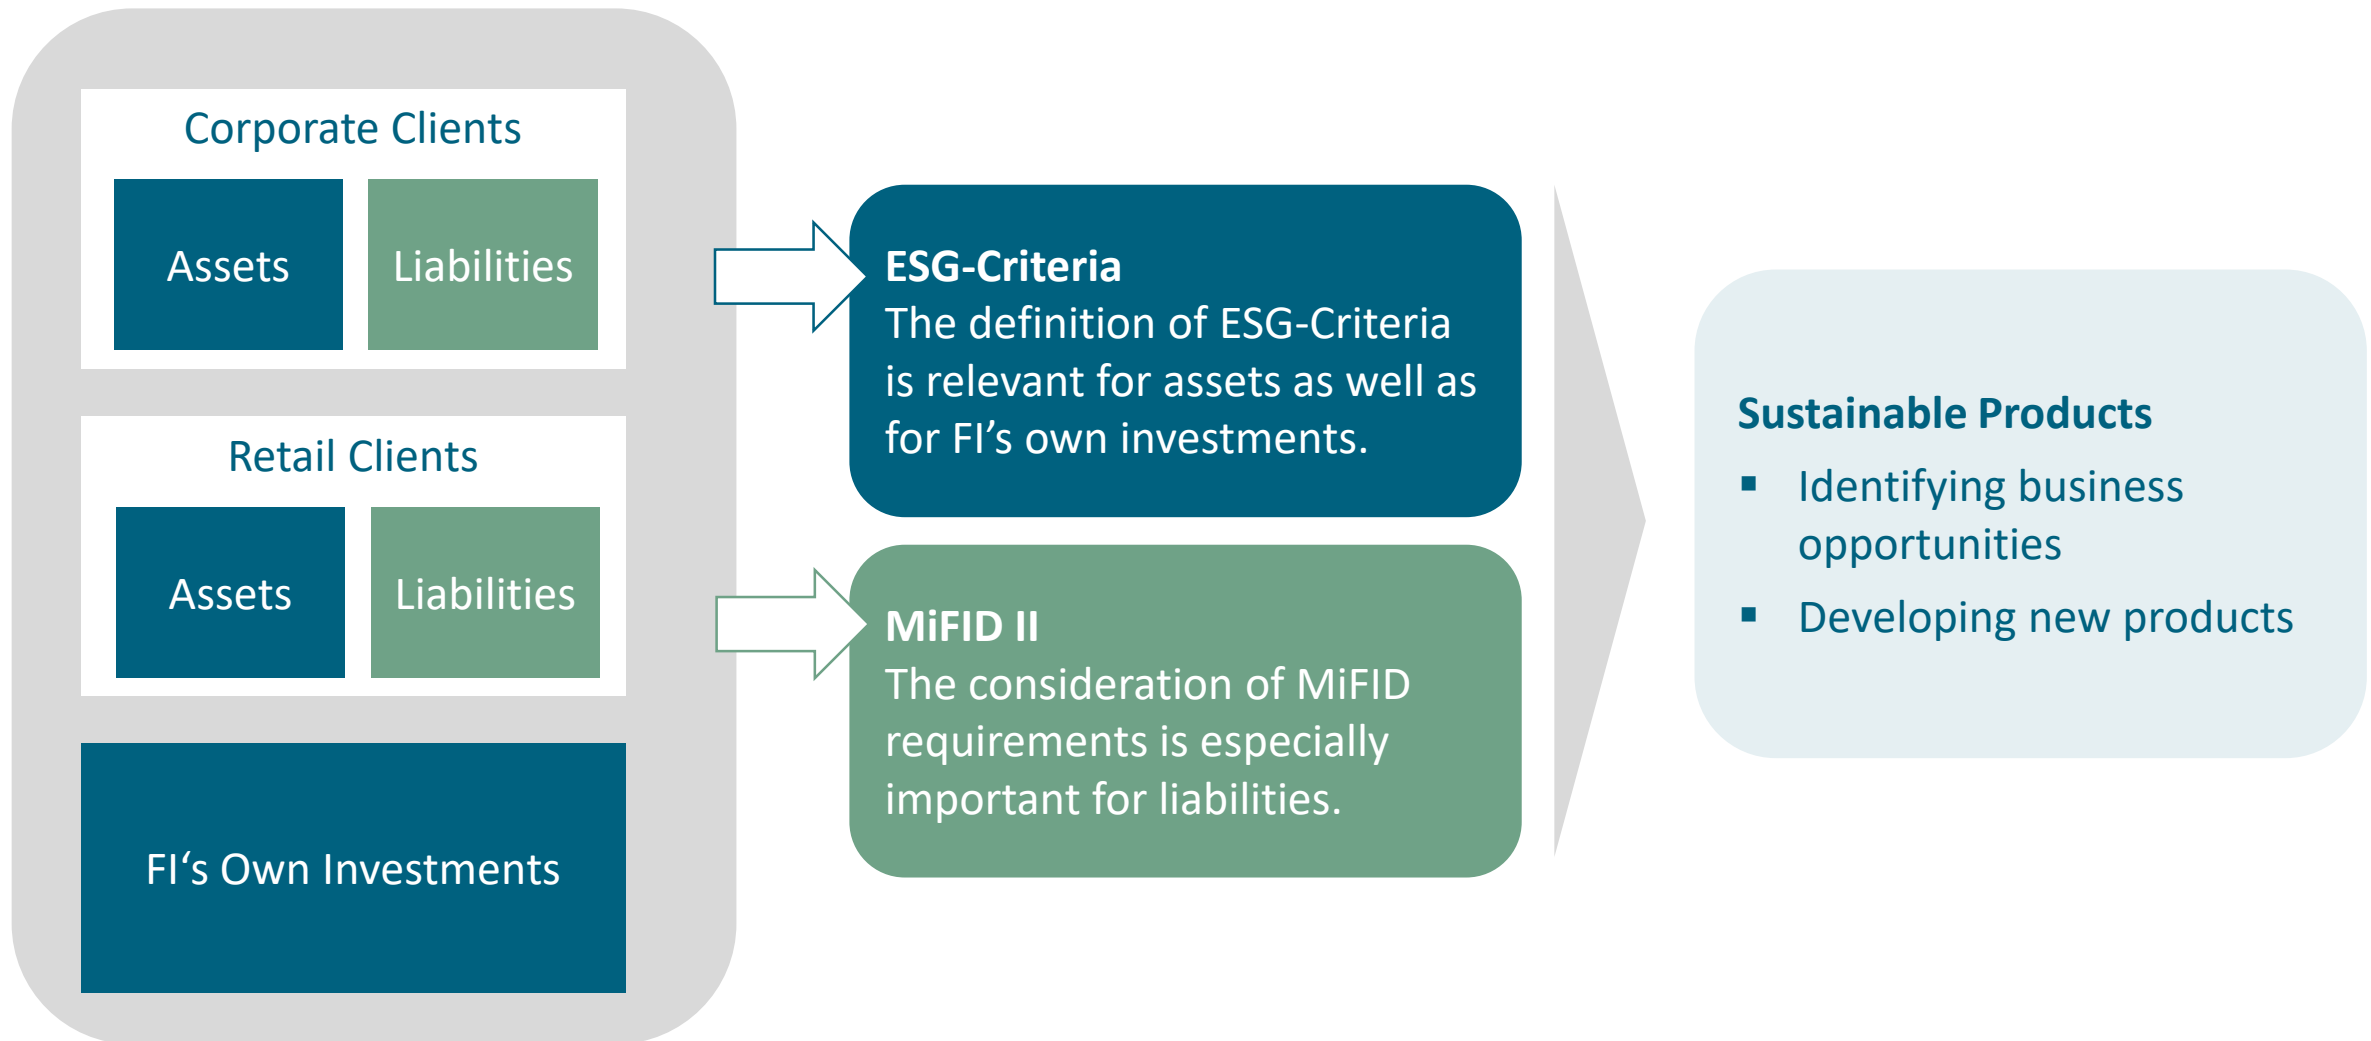 Corporate Clients
Assets
Liabilities
Retail Clients
Assets
Liabilities
FI‘s Own Investments
ESG-Criteria
The definition of ESG-Criteria
is relevant for assets as well as
for FI’s own investments.
MiFID II
The consideration of MiFID
requirements is especially
important for liabilities.
Sustainable Products
▪ Identifying business
opportunities
▪ Developing new products